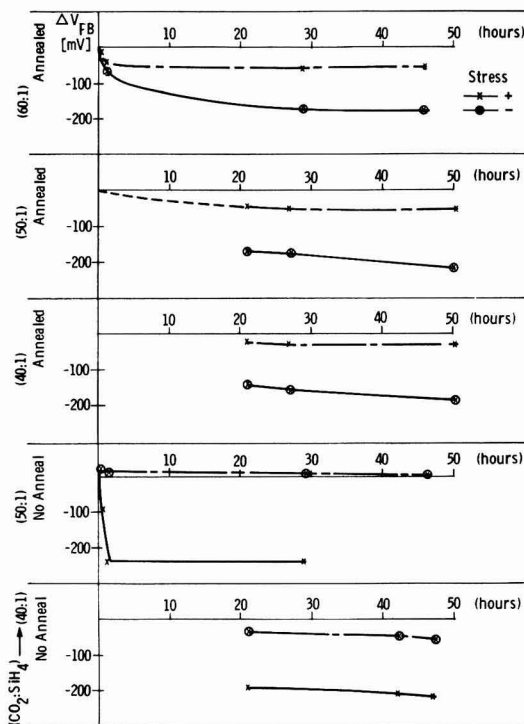 ΔV_FB
[mV]
0 10 20 30 40 50 (hours)
-100
-200
(60:1)
Annealed
Stress
+
-
0 10 20 30 40 50 (hours)
-100
-200
(50:1)
Annealed
10 20 30 40 50 (hours)
-100
-200
(40:1)
Annealed
10 20 30 40 50 (hours)
-100
-200
(50:1)
No Anneal
10 20 30 40 50 (hours)
-100
-200
(CO₂:SiH₄) → (40:1)
No Anneal